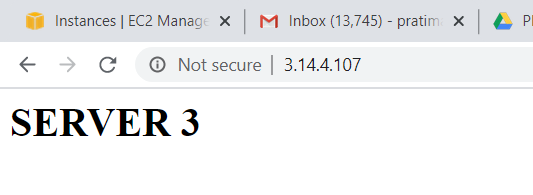 Instances | EC2 Manage
Inbox (13,745) - pratim
Not secure | 3.14.4.107
SERVER 3